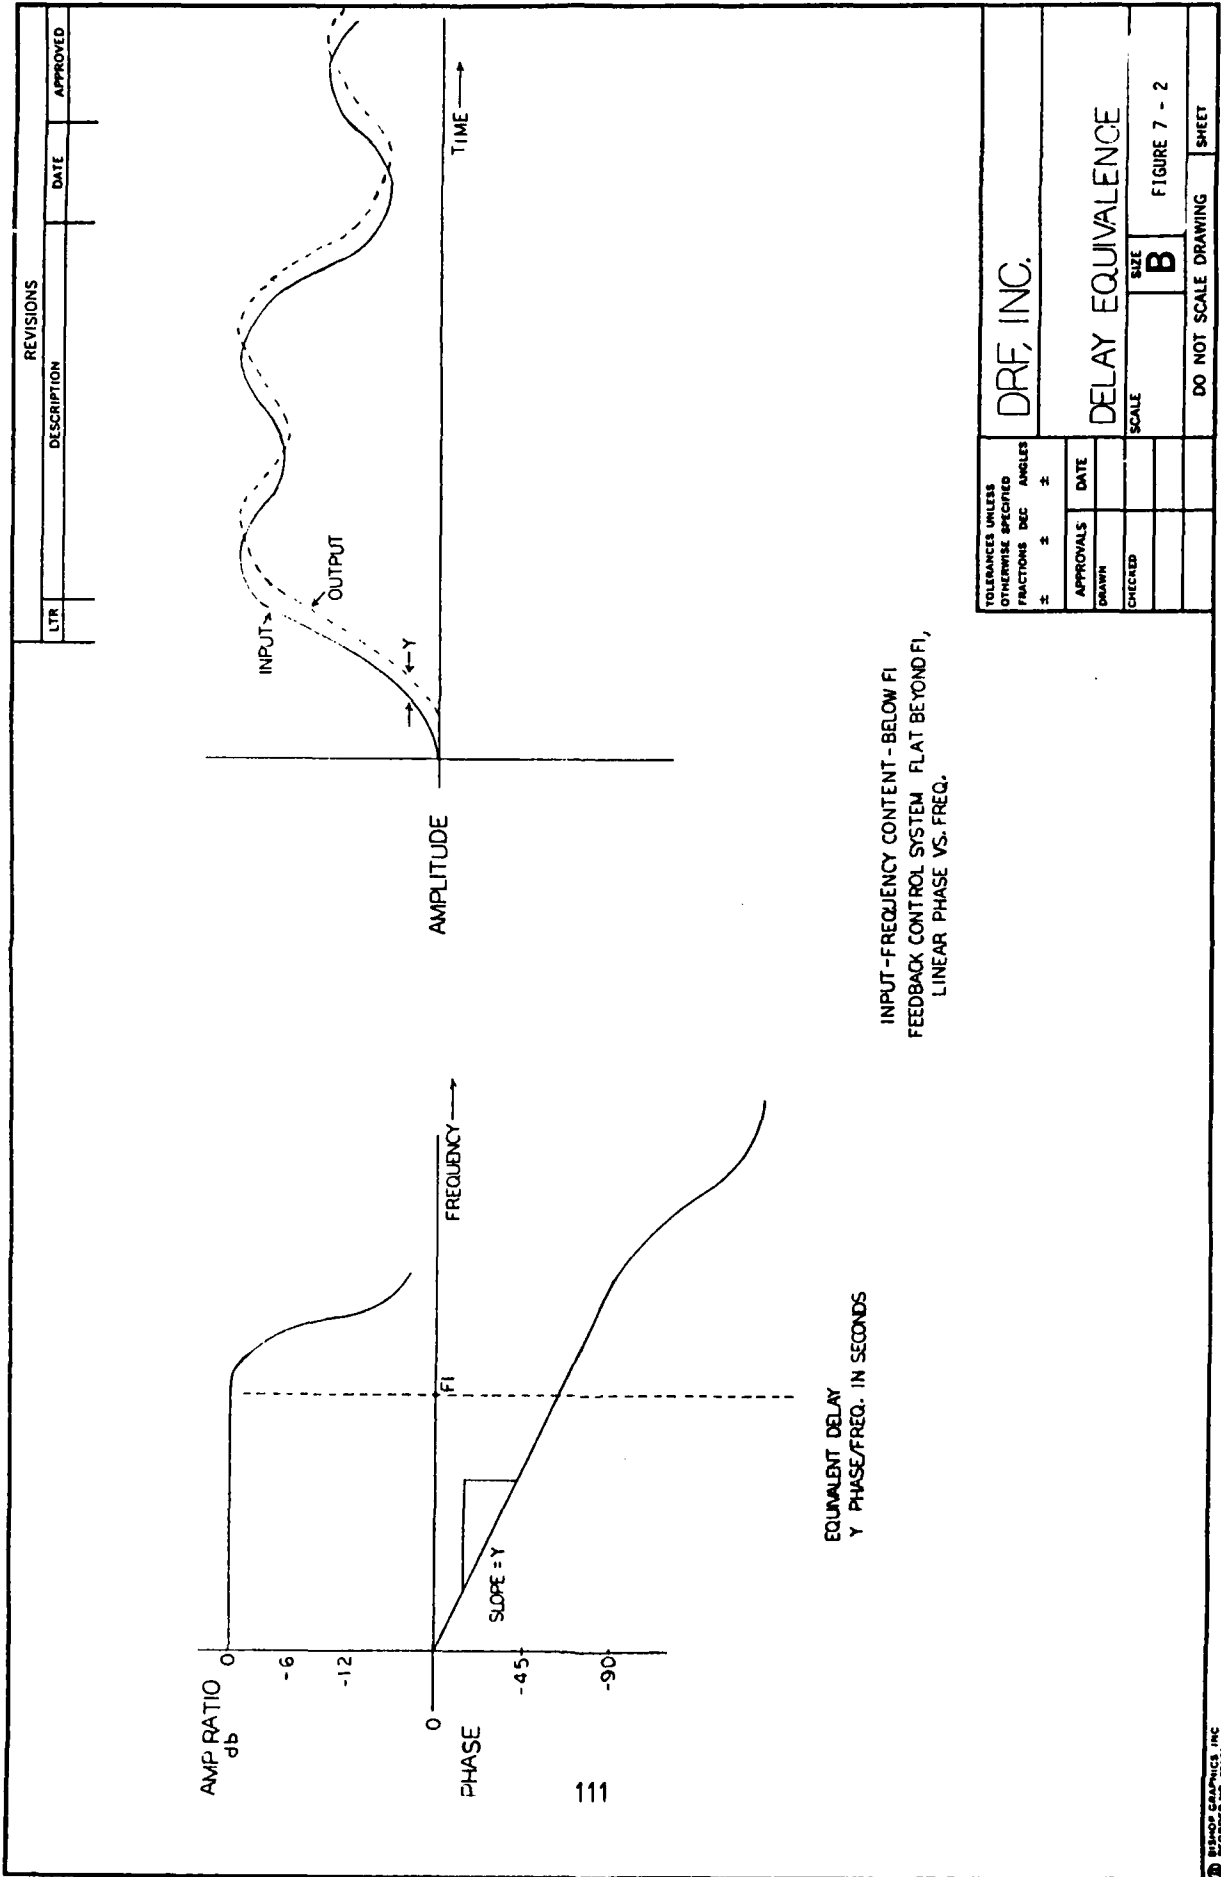 REVISIONS
LTR DESCRIPTION DATE APPROVED
AMP RATIO
db
0
-6
-12
FREQUENCY
F1
0
PHASE
SLOPE = Y
-45
-90
EQUIVALENT DELAY
Y PHASE/FREQ. IN SECONDS
INPUT
OUTPUT
Y
AMPLITUDE
TIME
INPUT-FREQUENCY CONTENT-BELOW F1
FEEDBACK CONTROL SYSTEM FLAT BEYOND F1,
LINEAR PHASE VS. FREQ.
111
TOLERANCES UNLESS
OTHERWISE SPECIFIED
FRACTIONS DEC ANGLES
± ± ±
APPROVALS DATE
DRAWN
CHECKED
DRF, INC.
DELAY EQUIVALENCE
SCALE
SIZE
B
FIGURE 7 - 2
DO NOT SCALE DRAWING
SHEET
BISHOP GRAPHICS INC